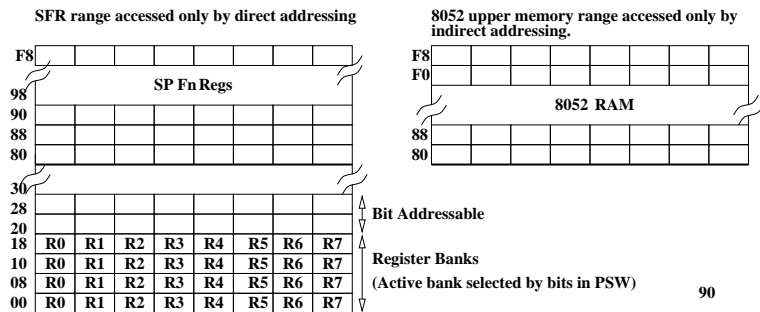 SFR range accessed only by direct addressing
8052 upper memory range accessed only by
indirect addressing.
F8
SP Fn Regs
98
90
88
80
30
28
20
Bit Addressable
18 R0 R1 R2 R3 R4 R5 R6 R7
10 R0 R1 R2 R3 R4 R5 R6 R7
08 R0 R1 R2 R3 R4 R5 R6 R7
00 R0 R1 R2 R3 R4 R5 R6 R7
Register Banks
(Active bank selected by bits in PSW)
F8
F0
8052 RAM
88
80
90